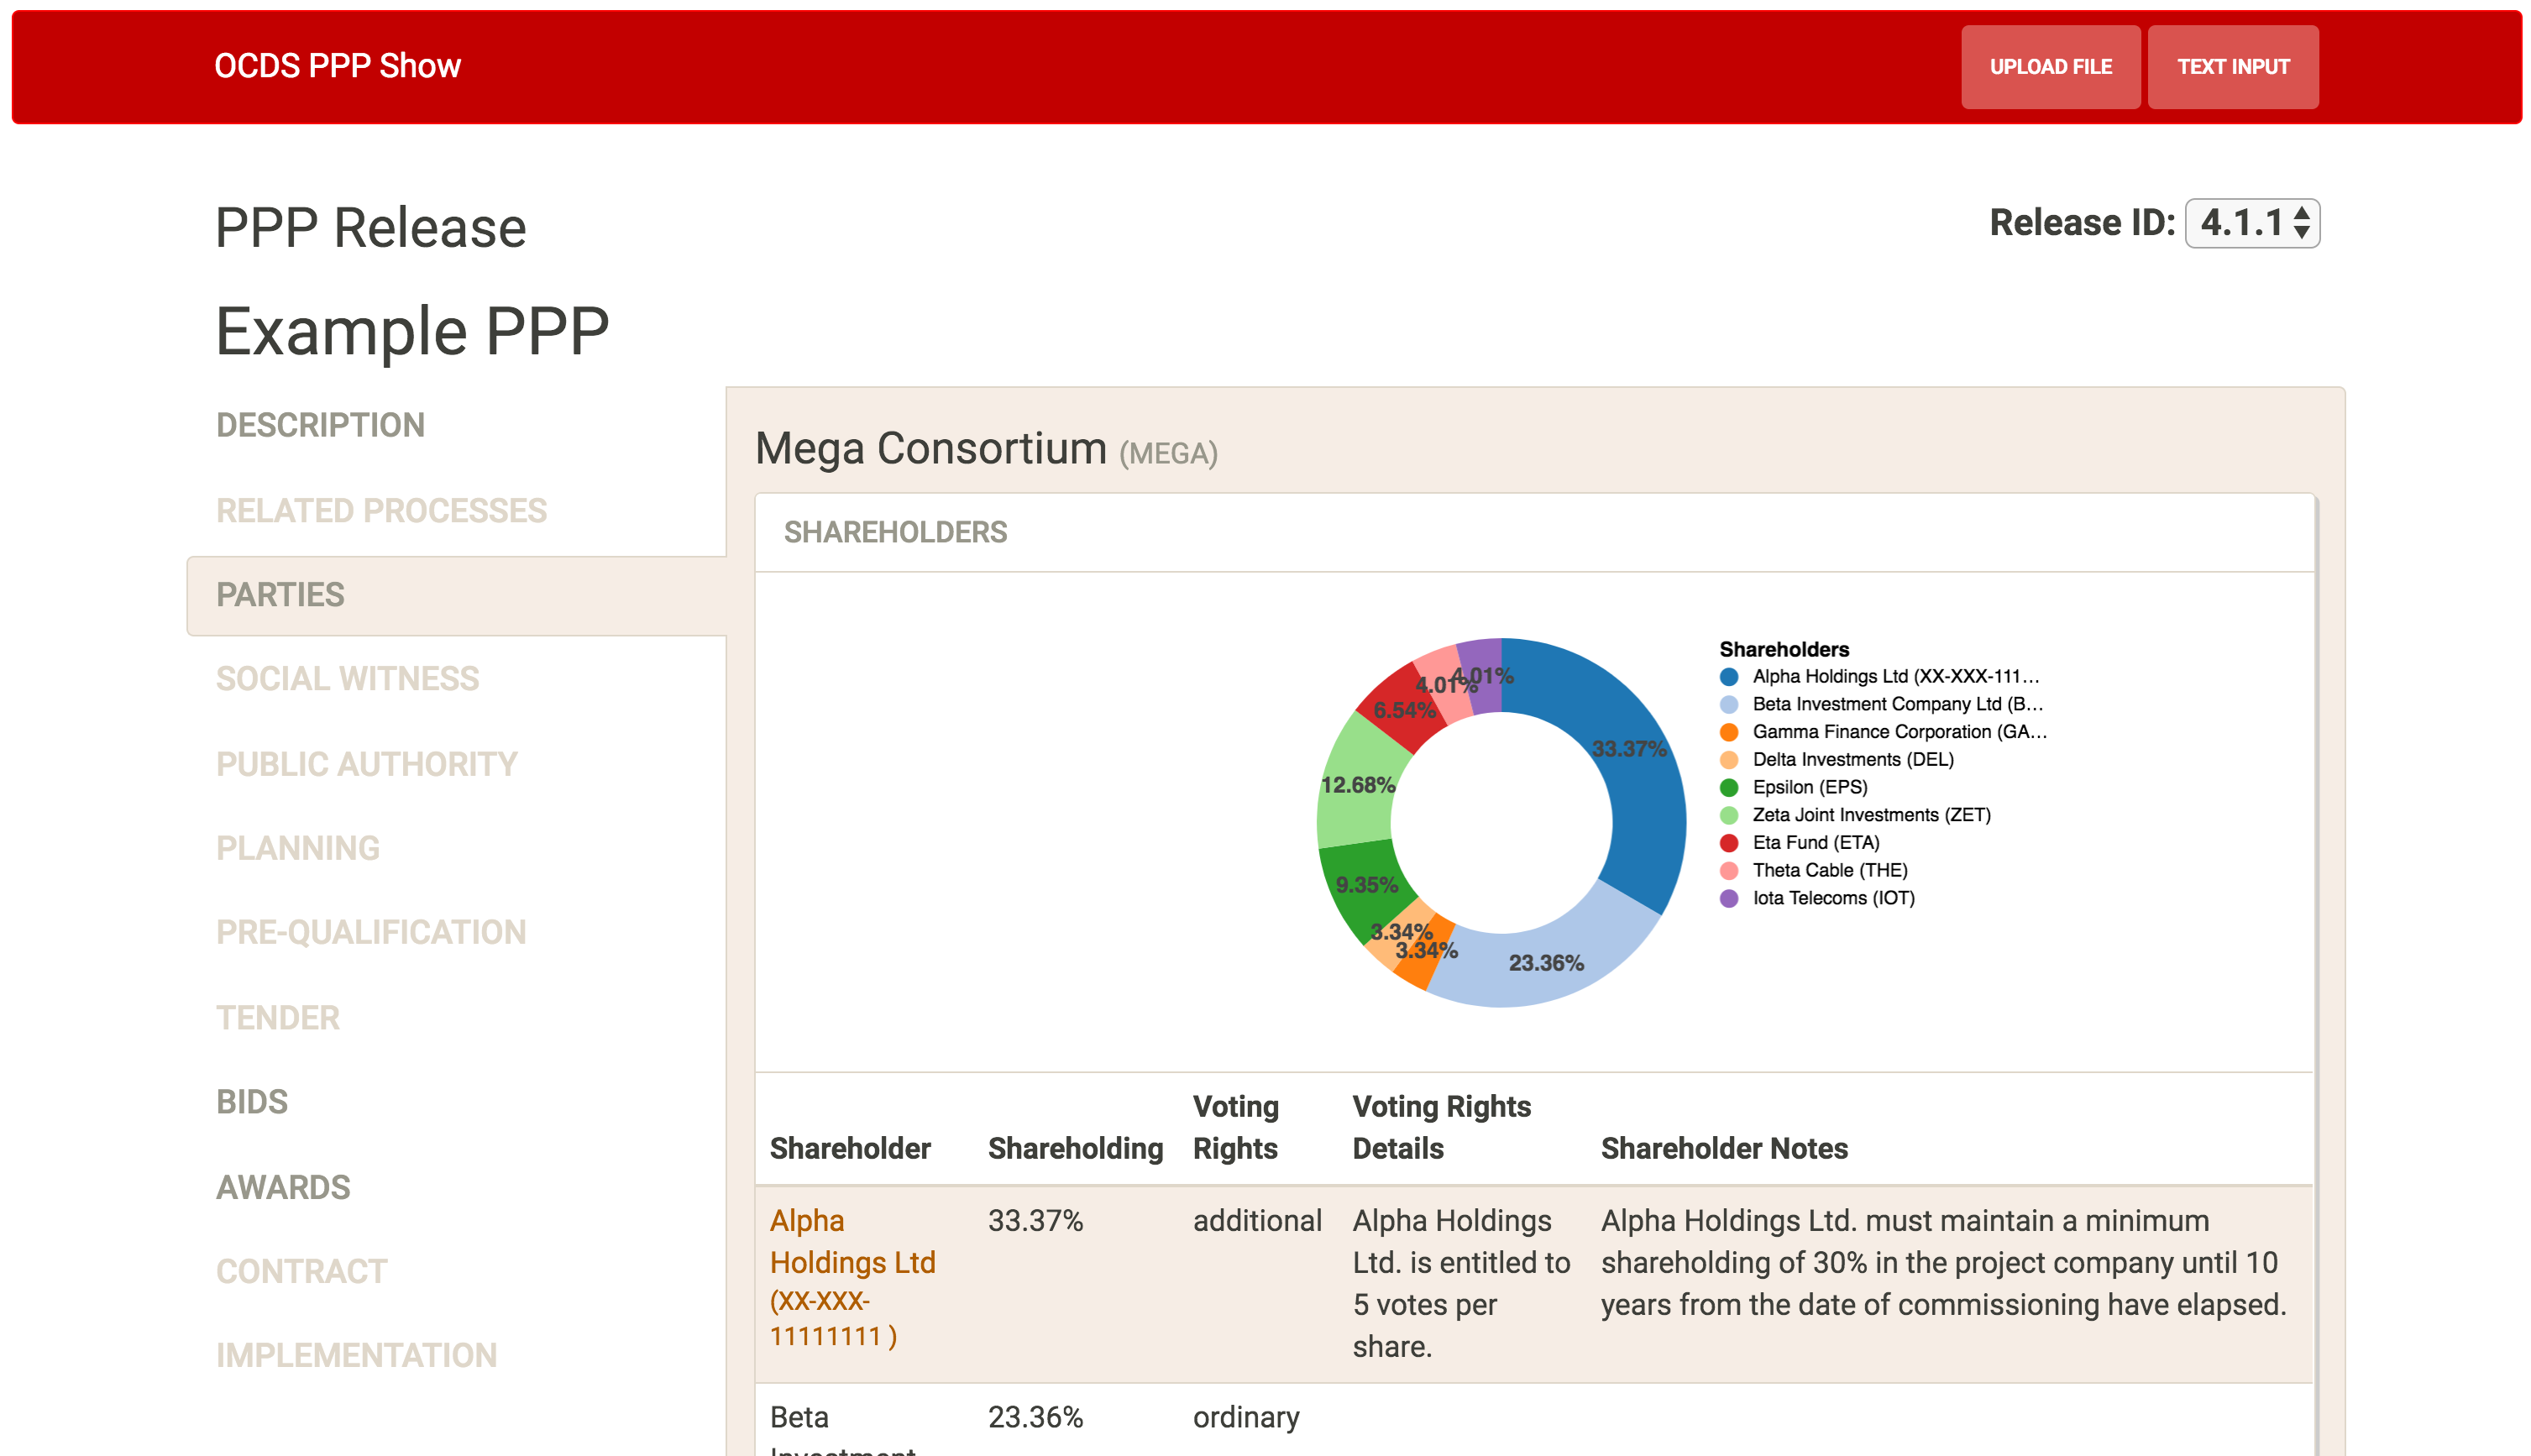 OCDS PPP Show
UPLOAD FILE
TEXT INPUT
PPP Release
Release ID: 4.1.1
Example PPP
DESCRIPTION
RELATED PROCESSES
PARTIES
SOCIAL WITNESS
PUBLIC AUTHORITY
PLANNING
PRE-QUALIFICATION
TENDER
BIDS
AWARDS
CONTRACT
IMPLEMENTATION
Mega Consortium (MEGA)
SHAREHOLDERS
33.37%
23.36%
3.34%
3.34%
9.35%
12.68%
6.54%
4.01%
4.01%
Shareholders
Alpha Holdings Ltd (XX-XXX-111…
Beta Investment Company Ltd (B…
Gamma Finance Corporation (GA…
Delta Investments (DEL)
Epsilon (EPS)
Zeta Joint Investments (ZET)
Eta Fund (ETA)
Theta Cable (THE)
Iota Telecoms (IOT)
Shareholder
Shareholding
Voting
Rights
Voting Rights
Details
Shareholder Notes
Alpha
Holdings Ltd
(XX-XXX-
11111111 )
33.37%
additional
Alpha Holdings
Ltd. is entitled to
5 votes per
share.
Alpha Holdings Ltd. must maintain a minimum
shareholding of 30% in the project company until 10
years from the date of commissioning have elapsed.
Beta
23.36%
ordinary
Investment